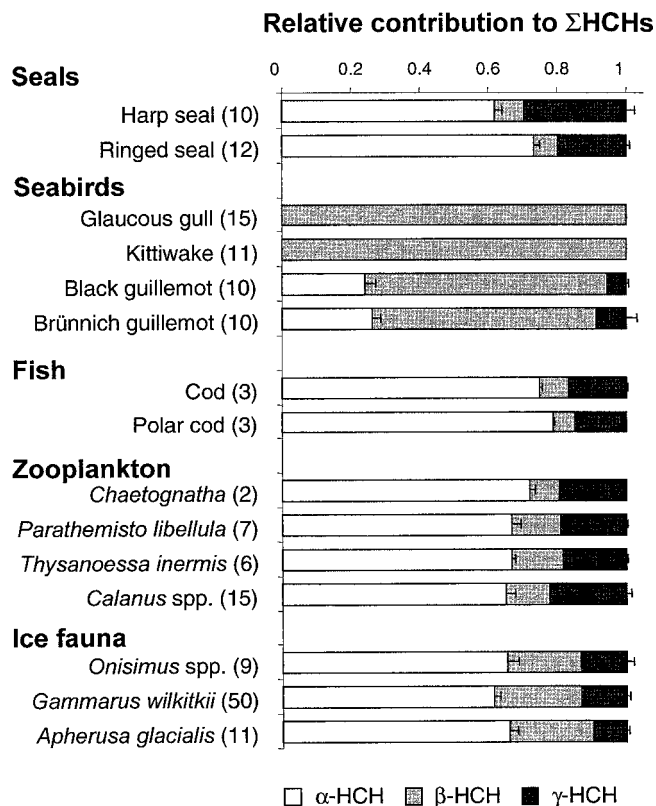 Relative contribution to ΣHCHs
0 0.2 0.4 0.6 0.8 1
Seals
Harp seal (10)
Ringed seal (12)
Seabirds
Glaucous gull (15)
Kittiwake (11)
Black guillemot (10)
Brünnich guillemot (10)
Fish
Cod (3)
Polar cod (3)
Zooplankton
Chaetognatha (2)
Parathemisto libellula (7)
Thysanoessa inermis (6)
Calanus spp. (15)
Ice fauna
Onisimus spp. (9)
Gammarus wilkitkii (50)
Apherusa glacialis (11)
α-HCH β-HCH γ-HCH